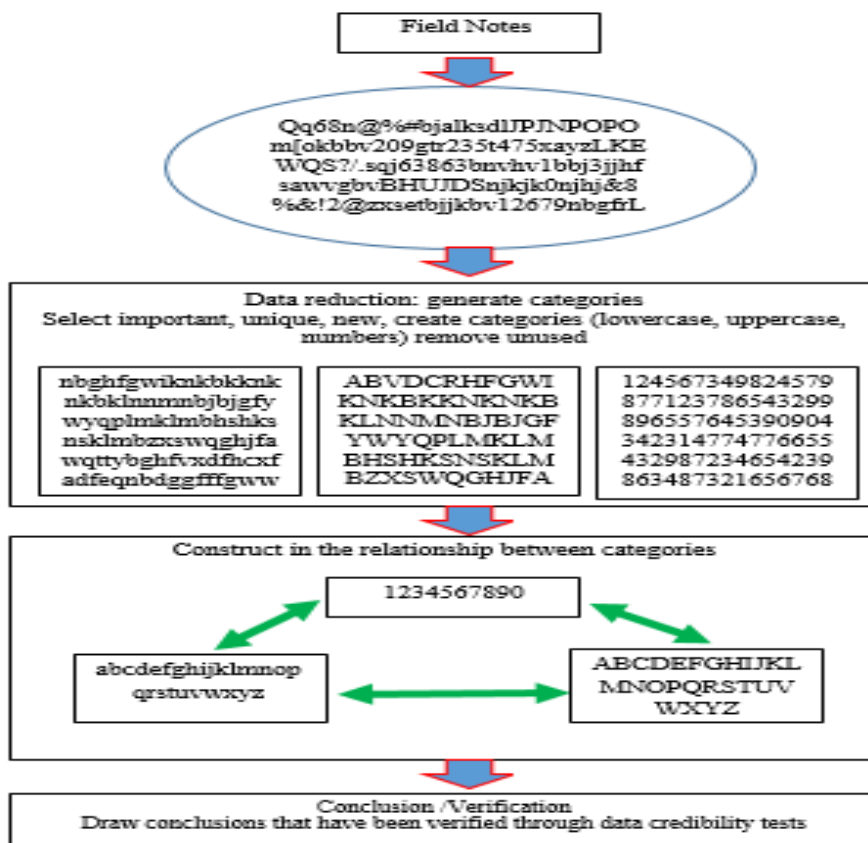 Field Notes
Qq68n@%#bjalksdlJPJNPOPO
m[okbbv209gtr235t475xayzLKE
WQS?/.sqj63863bnvhv1bbj3jjhf
sawvgbvBHUJDSnjkjk0njhj&8
%&!2@zxsetbjjkbv12679nbgfrL
Data reduction: generate categories
Select important, unique, new, create categories (lowercase, uppercase,
numbers) remove unused
nbghfgwiknkbkknk
nkbklnnmnbjbjgfy
wyqplmklmbhshks
nsklmbzxswqghjfa
wqttybghfvxdfhcxf
adfeqnbdggfffgww
ABVDCRHFGWI
KNKBKKNKNKB
KLNNMNBJBJGF
YWYQPLMKLM
BHSHKSNSKLM
BZXSWQGHJFA
124567349824579
877123786543299
896557645390904
342314774776655
432987234654239
863487321656768
Construct in the relationship between categories
1234567890
abcdefghijklmnop
qrstuvwxyz
ABCDEFGHIJKL
MNOPQRSTUV
WXYZ
Conclusion /Verification
Draw conclusions that have been verified through data credibility tests